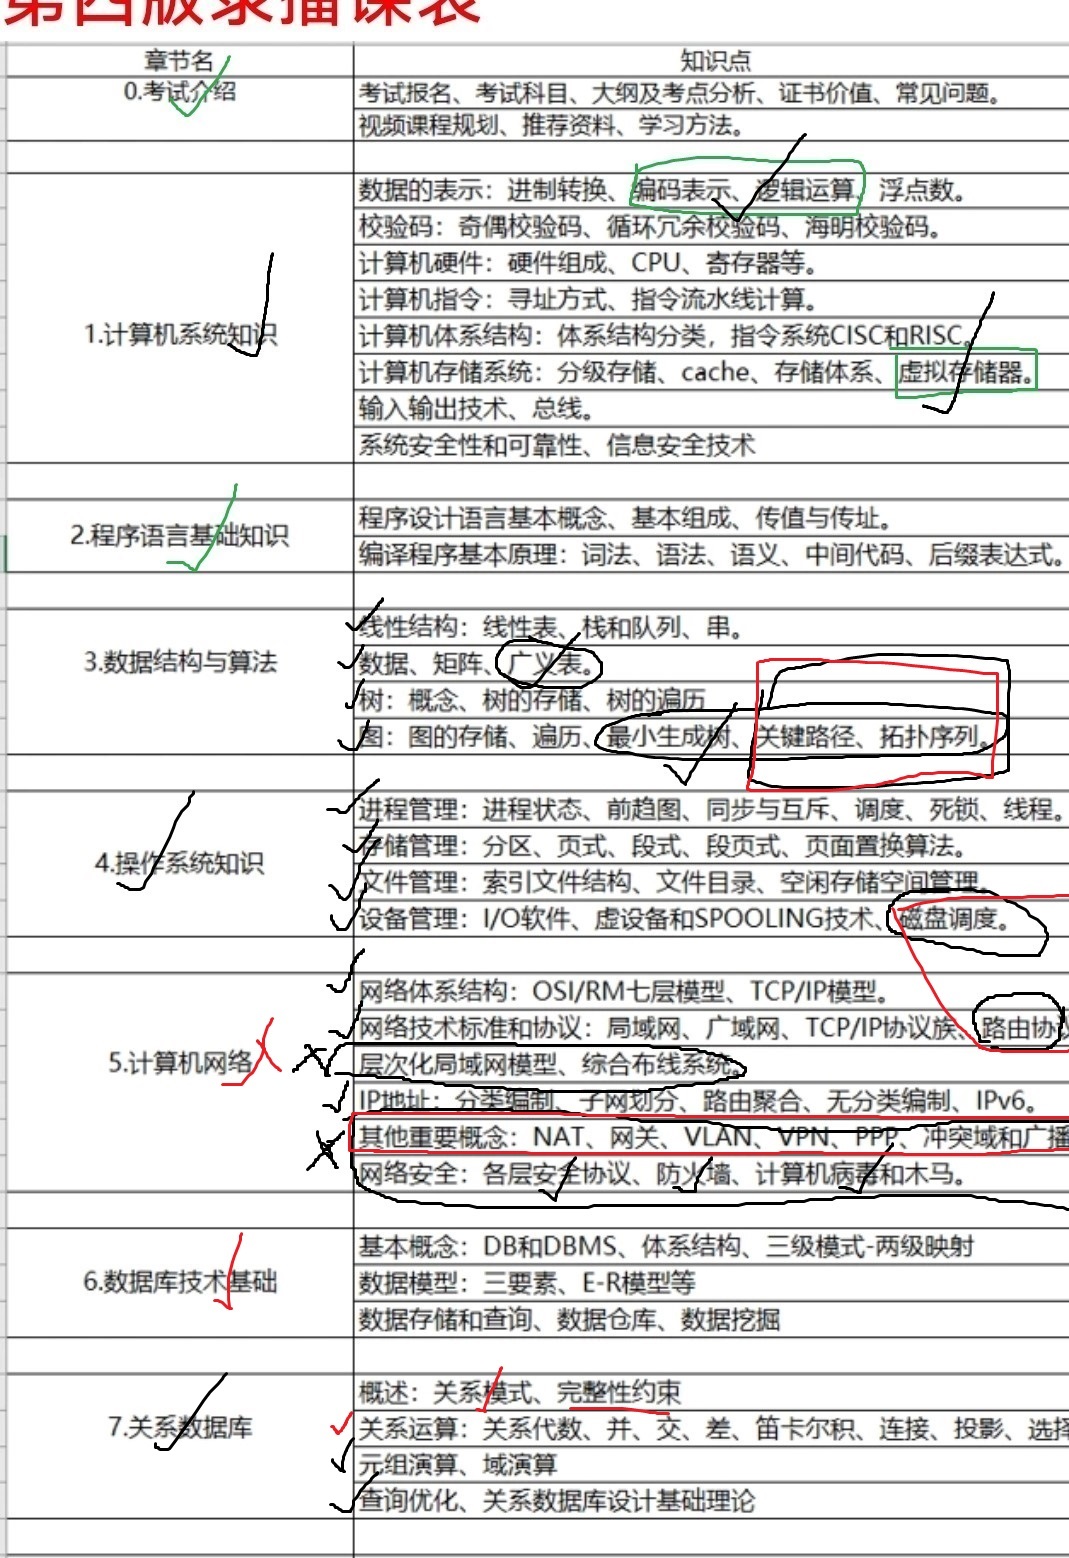 第四版录播课表
章节名 知识点
0.考试介绍 考试报名、考试科目、大纲及考点分析、证书价值、常见问题。
视频课程规划、推荐资料、学习方法。
数据的表示：进制转换、编码表示、逻辑运算、浮点数。
校验码：奇偶校验码、循环冗余校验码、海明校验码。
计算机硬件：硬件组成、CPU、寄存器等。
计算机指令：寻址方式、指令流水线计算。
1.计算机系统知识 计算机体系结构：体系结构分类，指令系统CISC和RISC。
计算机存储系统：分级存储、cache、存储体系、虚拟存储器。
输入输出技术、总线。
系统安全性和可靠性、信息安全技术
2.程序语言基础知识 程序设计语言基本概念、基本组成、传值与传址。
编译程序基本原理：词法、语法、语义、中间代码、后缀表达式。
线性结构：线性表、栈和队列、串。
3.数据结构与算法 数据、矩阵、广义表。
树：概念、树的存储、树的遍历
图：图的存储、遍历、最小生成树、关键路径、拓扑序列。
进程管理：进程状态、前趋图、同步与互斥、调度、死锁、线程。
4.操作系统知识 存储管理：分区、页式、段式、段页式、页面置换算法。
文件管理：索引文件结构、文件目录、空闲存储空间管理。
设备管理：I/O软件、虚设备和SPOOLING技术、磁盘调度。
网络体系结构：OSI/RM七层模型、TCP/IP模型。
网络技术标准和协议：局域网、广域网、TCP/IP协议族、路由协议
5.计算机网络 层次化局域网模型、综合布线系统。
IP地址：分类编制、子网划分、路由聚合、无分类编制、IPv6。
其他重要概念：NAT、网关、VLAN、VPN、PPP、冲突域和广播
网络安全：各层安全协议、防火墙、计算机病毒和木马。
基本概念：DB和DBMS、体系结构、三级模式-两级映射
6.数据库技术基础 数据模型：三要素、E-R模型等
数据存储和查询、数据仓库、数据挖掘
概述：关系模式、完整性约束
7.关系数据库 关系运算：关系代数、并、交、差、笛卡尔积、连接、投影、选择
元组演算、域演算
查询优化、关系数据库设计基础理论